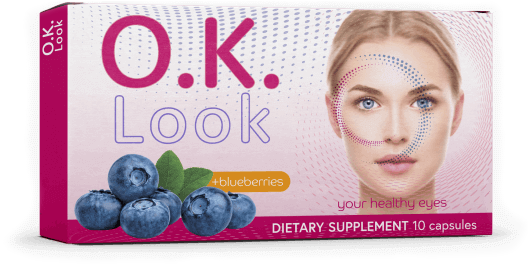 O.K.
Look
O.K.
Look
+blueberries
your healthy eyes
DIETARY SUPPLEMENT 10 capsules